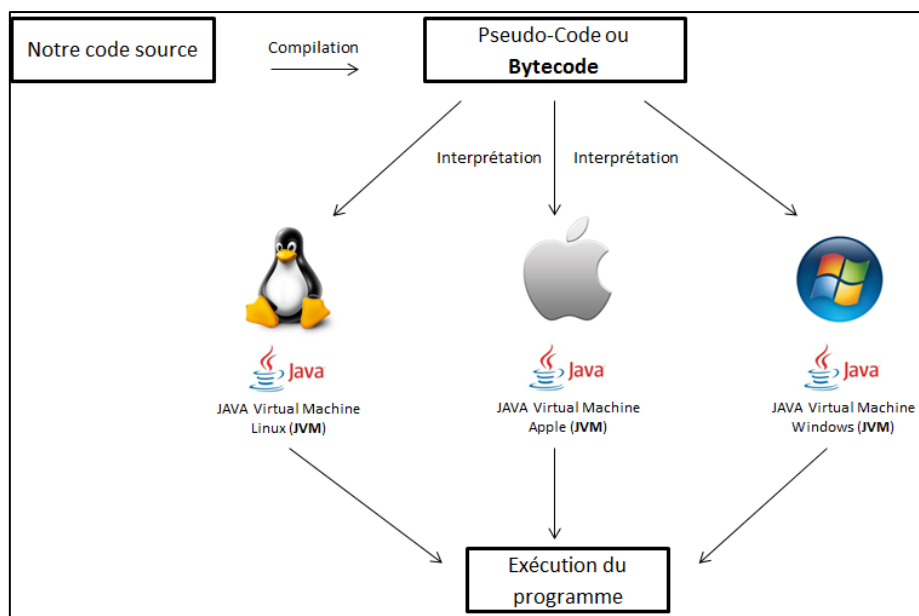 Notre code source
Compilation
Pseudo-Code ou
Bytecode
Interprétation
Interprétation
Java
Java
Java
JAVA Virtual Machine
Linux (JVM)
JAVA Virtual Machine
Apple (JVM)
JAVA Virtual Machine
Windows (JVM)
Exécution du
programme